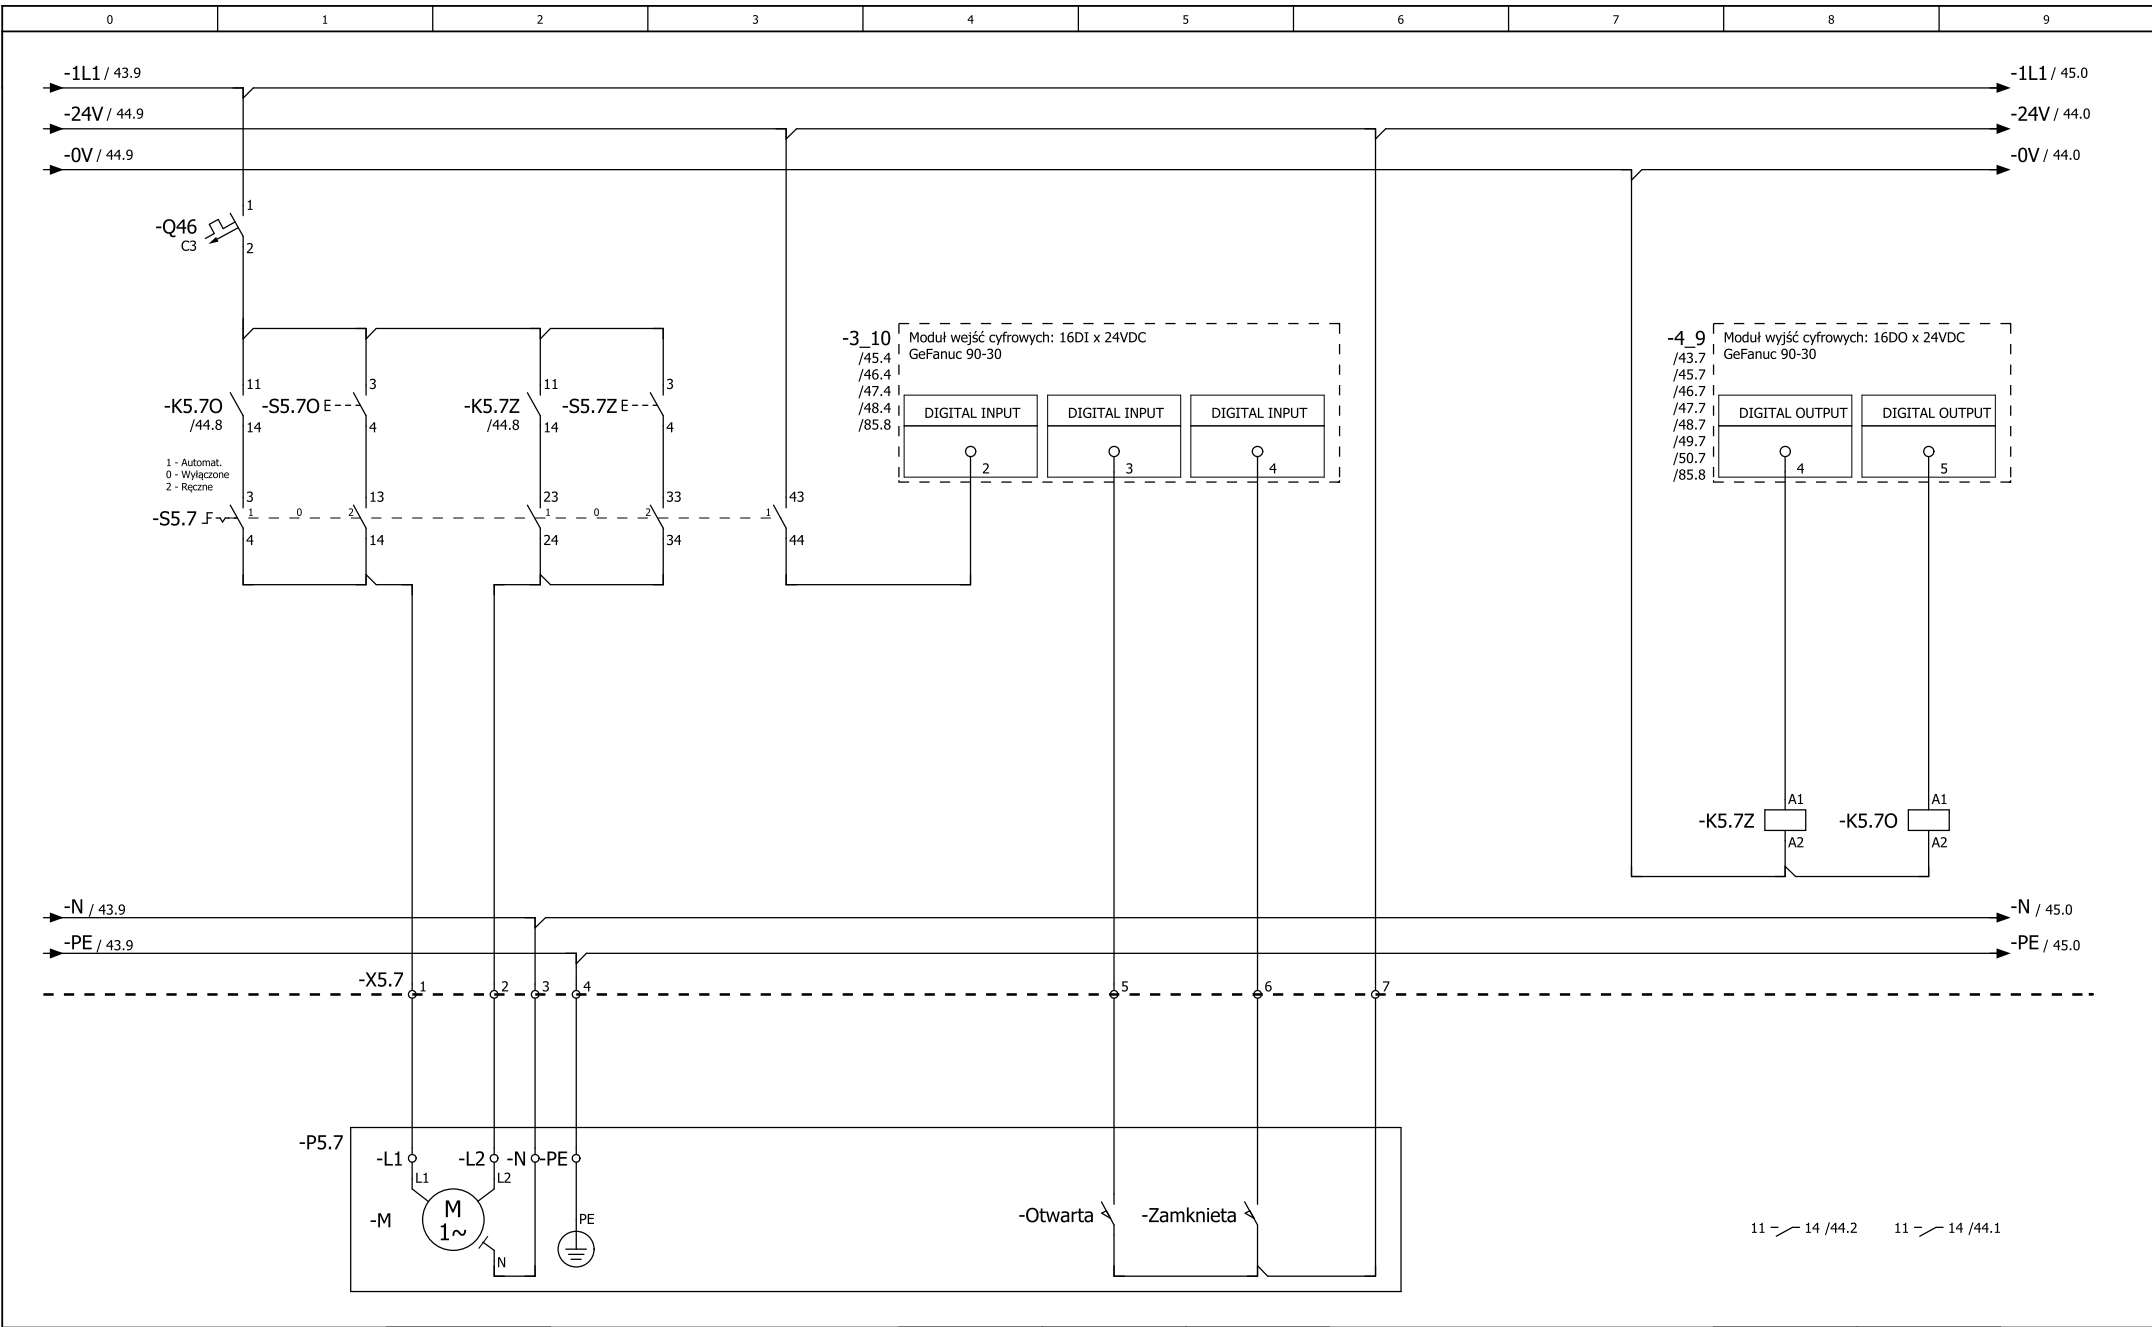 0 1 2 3 4 5 6 7 8 9
-1L1 / 43.9
-1L1 / 45.0
-24V / 44.9
-24V / 44.0
-0V / 44.9
-0V / 44.0
1
-Q46
C3
2
-3_10
/45.4
/46.4
/47.4
/48.4
/85.8
Moduł wejść cyfrowych: 16DI x 24VDC
GeFanuc 90-30
DIGITAL INPUT
2
DIGITAL INPUT
3
DIGITAL INPUT
4
-4_9
/43.7
/45.7
/46.7
/47.7
/48.7
/49.7
/50.7
/85.8
Moduł wyjść cyfrowych: 16DO x 24VDC
GeFanuc 90-30
DIGITAL OUTPUT
4
DIGITAL OUTPUT
5
11 3 11 3
-K5.7O
/44.8
-S5.7O E
-K5.7Z
/44.8
-S5.7Z E
14 4 14 4
1 - Automat.
0 - Wyłączone
2 - Ręczne
3 13 23 33 43
-S5.7 1 0 2 1 0 2 1
4 14 24 34 44
A1 A1
-K5.7Z -K5.7O
A2 A2
-N / 43.9
-N / 45.0
-PE / 43.9
-PE / 45.0
-X5.7 1 2 3 4 5 6 7
-P5.7
-L1 -L2 -N -PE
L1 L2
-M
M
1~
N
PE
-Otwarta
-Zamknieta
11 14 /44.2
11 14 /44.1